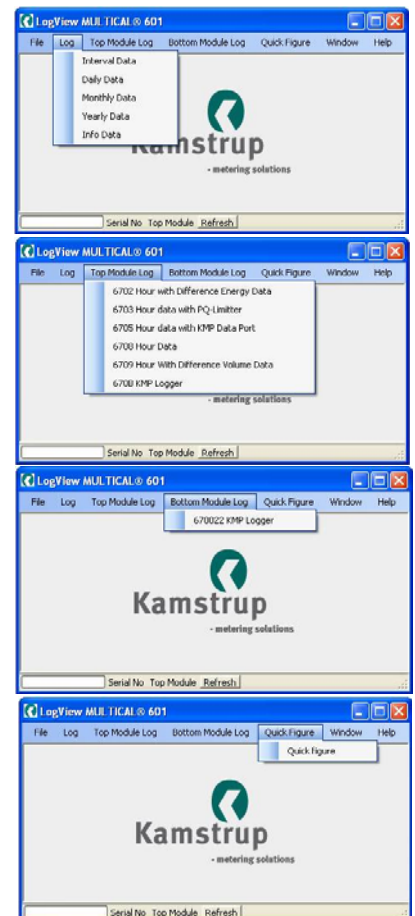 LogView MULTICAL® 601
File Log Top Module Log Bottom Module Log Quick Figure Window Help
Interval Data
Daily Data
Monthly Data
Yearly Data
Info Data
Kamstrup
- metering solutions
Serial No Top Module Refresh
LogView MULTICAL® 601
File Log Top Module Log Bottom Module Log Quick Figure Window Help
6702 Hour with Difference Energy Data
6703 Hour data with PQ-Limitter
6705 Hour data with KMP Data Port
6708 Hour Data
6709 Hour With Difference Volume Data
670B KMP Logger
- metering solutions
Serial No Top Module Refresh
LogView MULTICAL® 601
File Log Top Module Log Bottom Module Log Quick Figure Window Help
670022 KMP Logger
Kamstrup
- metering solutions
Serial No Top Module Refresh
LogView MULTICAL® 601
File Log Top Module Log Bottom Module Log Quick Figure Window Help
Quick Figure
Kamstrup
- metering solutions
Serial No Top Module Refresh